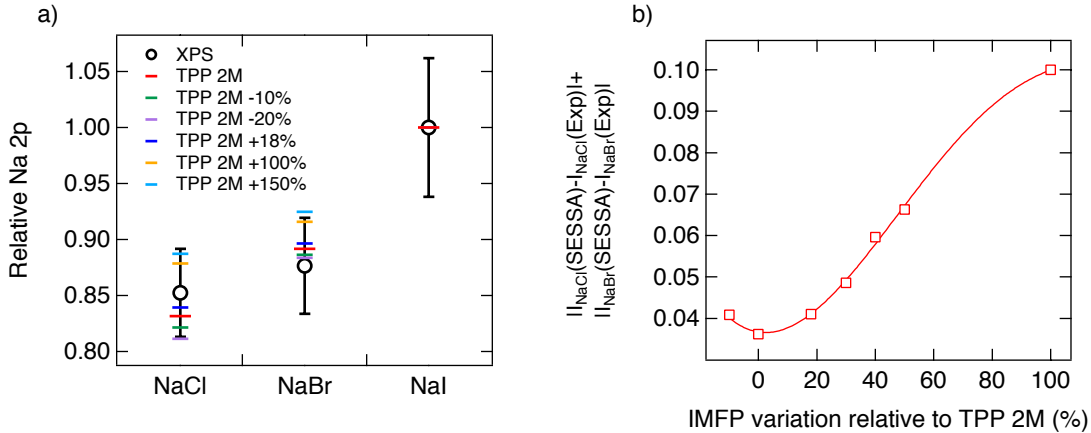 a)
Relative Na 2p
1.05
1.00
0.95
0.90
0.85
0.80
XPS
TPP 2M
TPP 2M -10%
TPP 2M -20%
TPP 2M +18%
TPP 2M +100%
TPP 2M +150%
NaCl
NaBr
NaI
b)
II_NaCl(SESSA)-I_NaCl(Exp)I+
II_NaBr(SESSA)-I_NaBr(Exp)I
0.10
0.09
0.08
0.07
0.06
0.05
0.04
0
20
40
60
80
100
IMFP variation relative to TPP 2M (%)